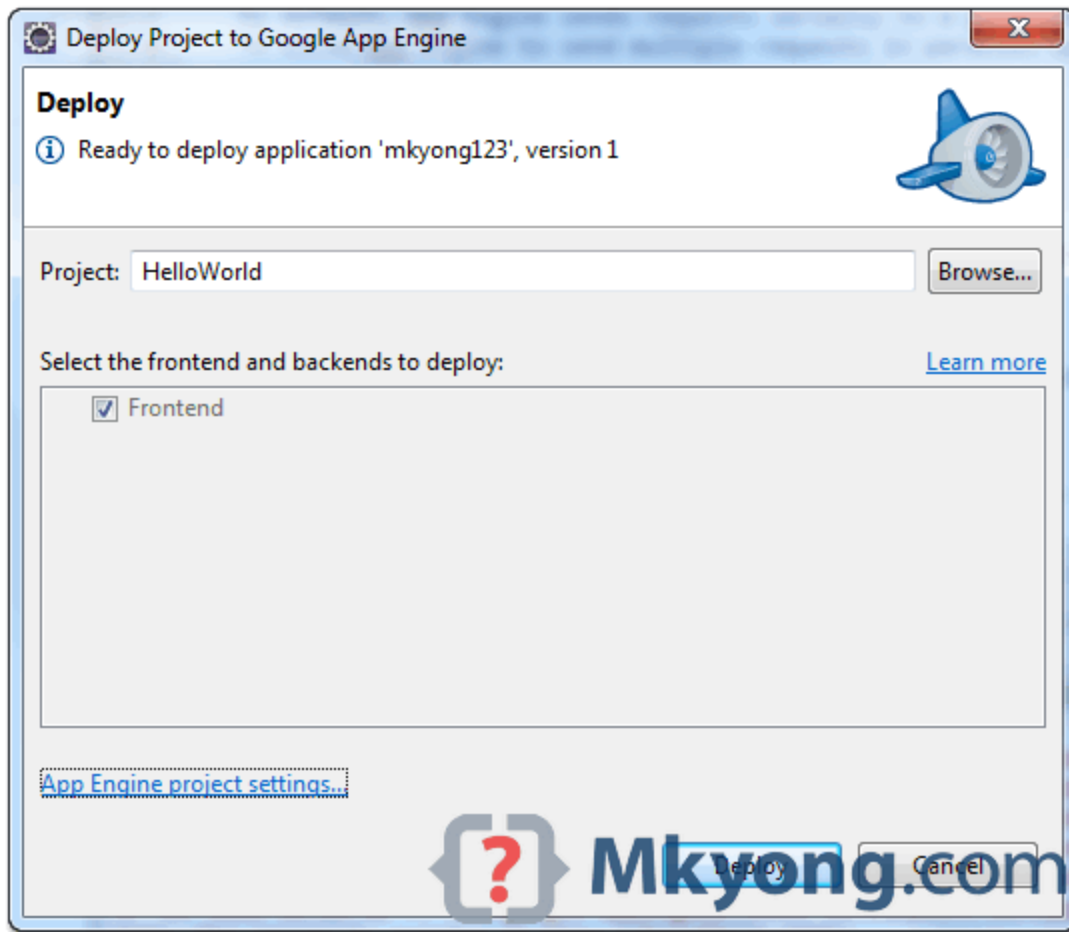 Deploy Project to Google App Engine
Deploy
Ready to deploy application 'mkyong123', version 1
Project: HelloWorld Browse...
Select the frontend and backends to deploy: Learn more
Frontend
App Engine project settings...
Deploy Cancel
Mkyong.com